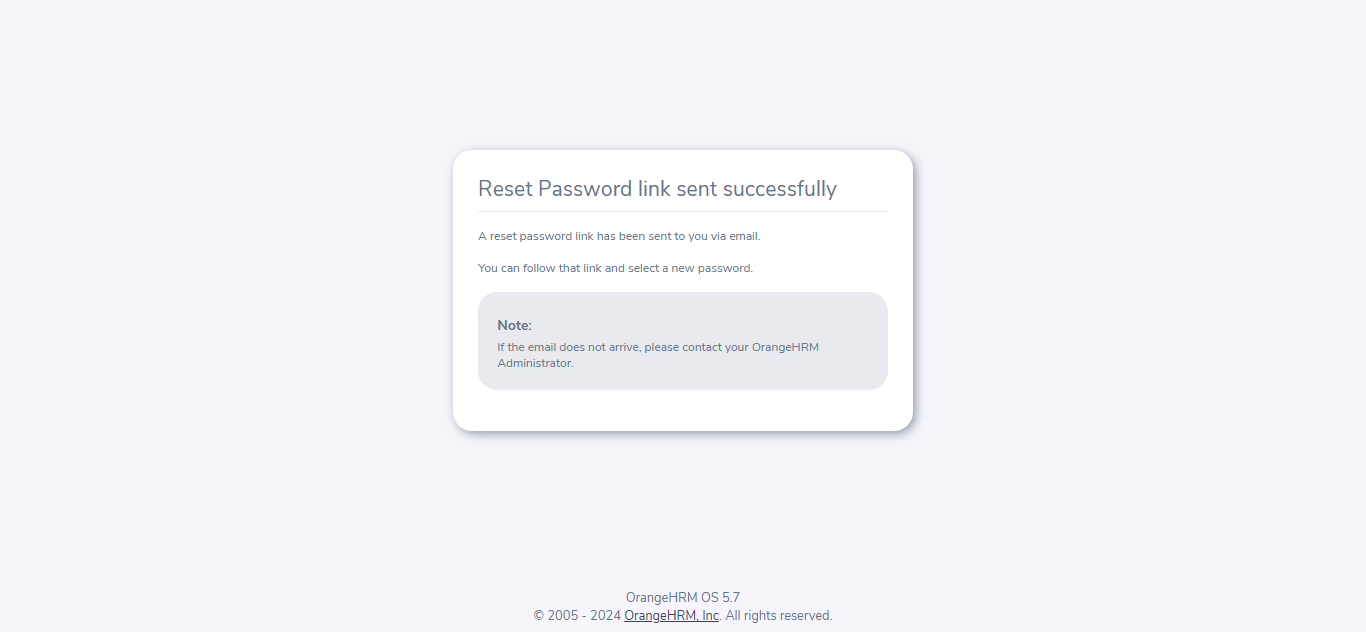 Reset Password link sent successfully
A reset password link has been sent to you via email.
You can follow that link and select a new password.
Note:
If the email does not arrive, please contact your OrangeHRM
Administrator.
OrangeHRM OS 5.7
© 2005 - 2024 OrangeHRM, Inc. All rights reserved.